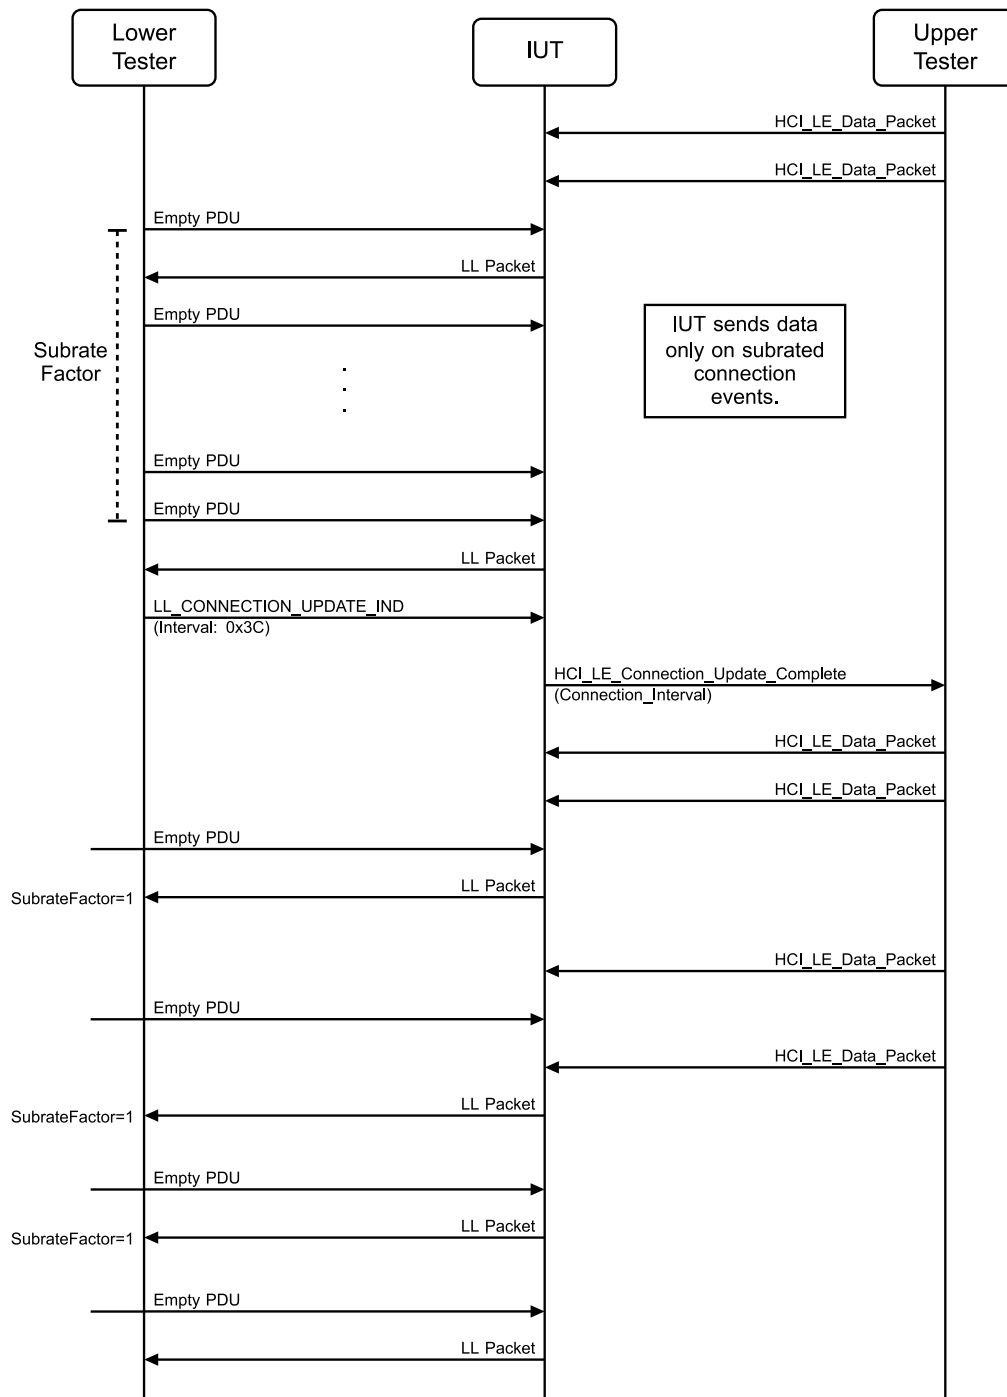 Lower
Tester
IUT
Upper
Tester
HCI_LE_Data_Packet
HCI_LE_Data_Packet
Empty PDU
LL Packet
Empty PDU
Subrate
Factor
IUT sends data
only on subrated
connection
events.
Empty PDU
Empty PDU
LL Packet
LL_CONNECTION_UPDATE_IND
(Interval: 0x3C)
HCI_LE_Connection_Update_Complete
(Connection_Interval)
HCI_LE_Data_Packet
HCI_LE_Data_Packet
Empty PDU
LL Packet
SubrateFactor=1
HCI_LE_Data_Packet
Empty PDU
HCI_LE_Data_Packet
LL Packet
SubrateFactor=1
Empty PDU
LL Packet
SubrateFactor=1
Empty PDU
LL Packet